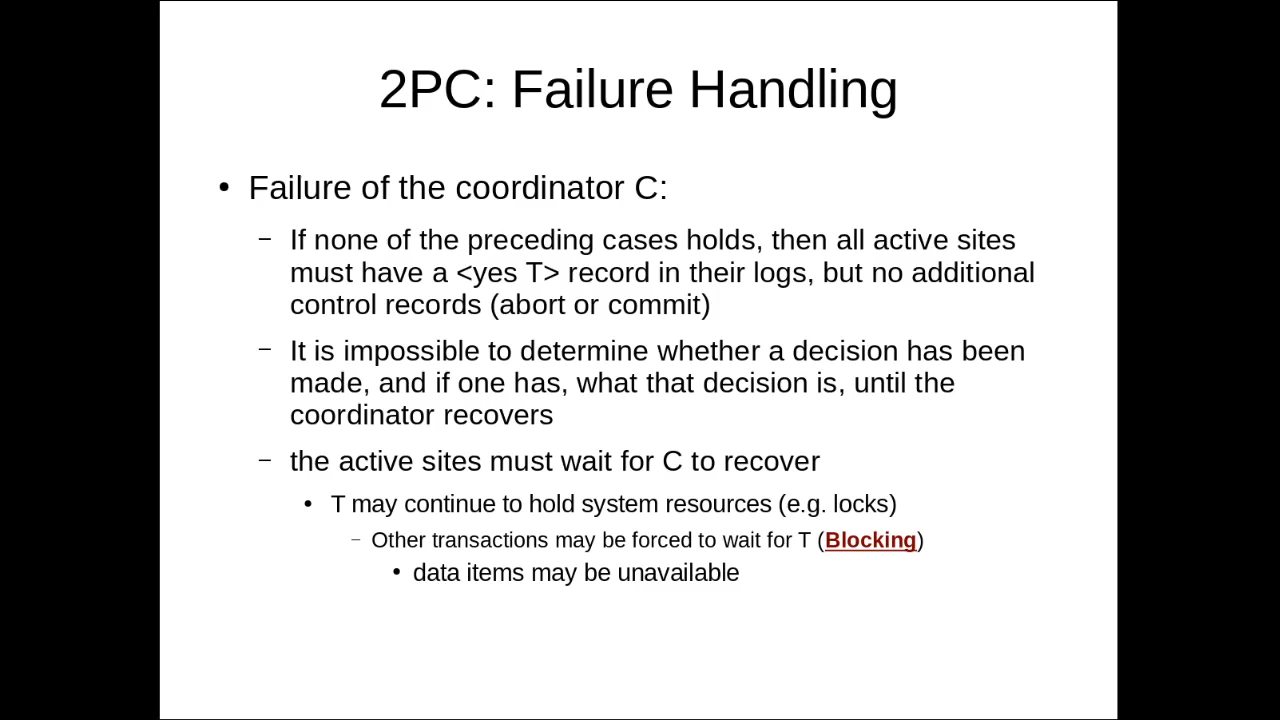 2PC: Failure Handling
• Failure of the coordinator C:
– If none of the preceding cases holds, then all active sites
must have a <yes T> record in their logs, but no additional
control records (abort or commit)
– It is impossible to determine whether a decision has been
made, and if one has, what that decision is, until the
coordinator recovers
– the active sites must wait for C to recover
• T may continue to hold system resources (e.g. locks)
– Other transactions may be forced to wait for T (Blocking)
• data items may be unavailable